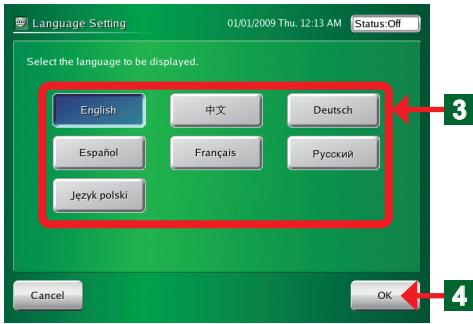 Language Setting 01/01/2009 Thu. 12:13 AM Status:Off
Select the language to be displayed.
English 中文 Deutsch
3
Español Français Русский
Język polski
Cancel OK
4